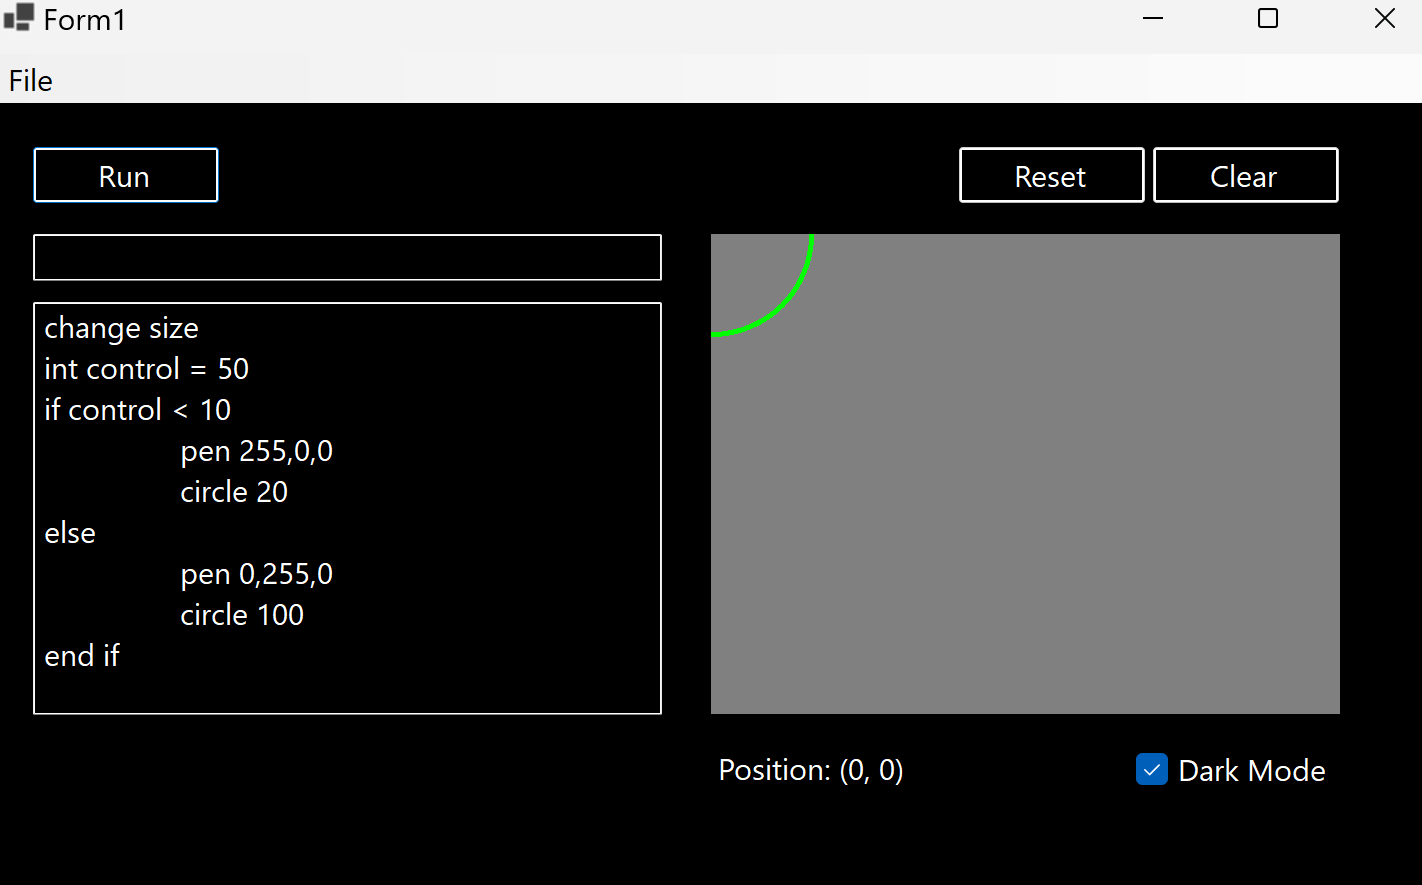 Form1
File
Run
Reset
Clear
change size
int control = 50
if control < 10
pen 255,0,0
circle 20
else
pen 0,255,0
circle 100
end if
Position: (0, 0)
Dark Mode